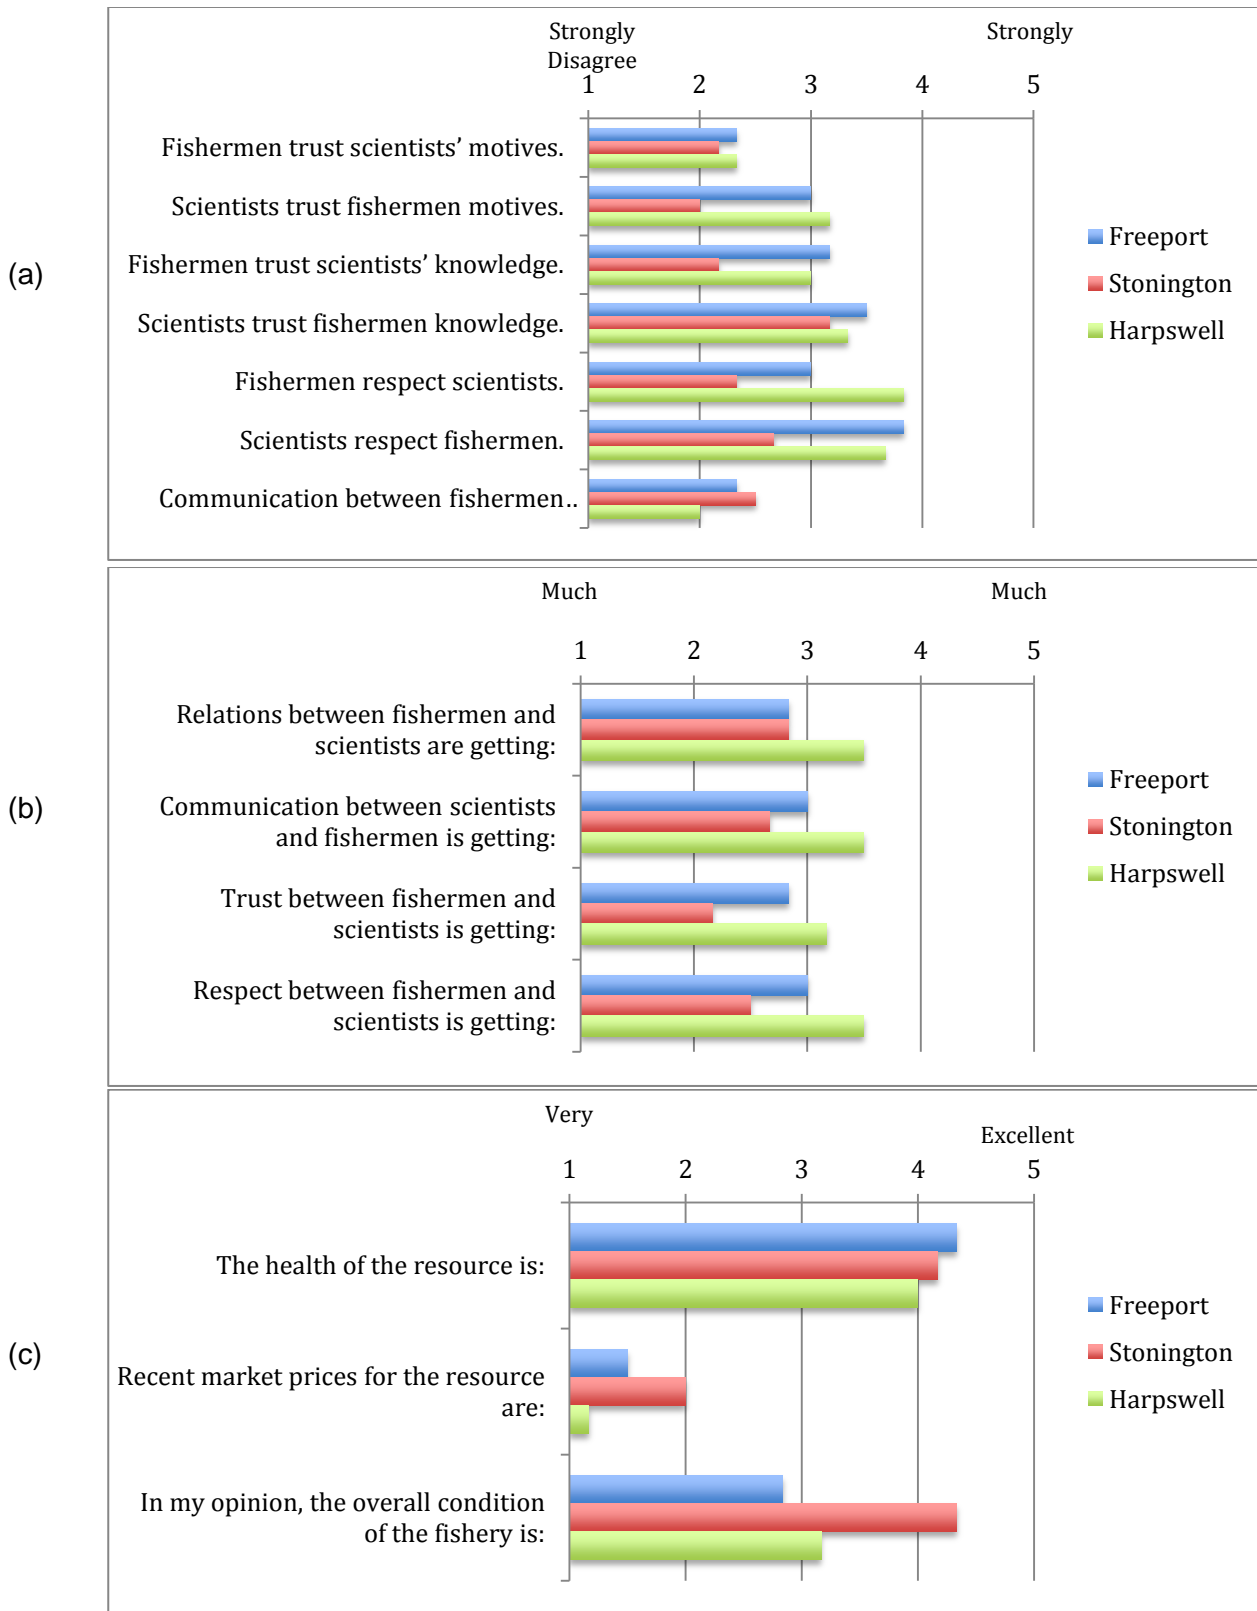 Strongly
Disagree
Strongly
1 2 3 4 5
Fishermen trust scientists’ motives.
Scientists trust fishermen motives.
Fishermen trust scientists’ knowledge.
Scientists trust fishermen knowledge.
Fishermen respect scientists.
Scientists respect fishermen.
Communication between fishermen..
(a)
Freeport
Stonington
Harpswell
Much Much
1 2 3 4 5
Relations between fishermen and
scientists are getting:
Communication between scientists
and fishermen is getting:
Trust between fishermen and
scientists is getting:
Respect between fishermen and
scientists is getting:
(b)
Freeport
Stonington
Harpswell
Very
Excellent
1 2 3 4 5
The health of the resource is:
Recent market prices for the resource
are:
In my opinion, the overall condition
of the fishery is:
(c)
Freeport
Stonington
Harpswell